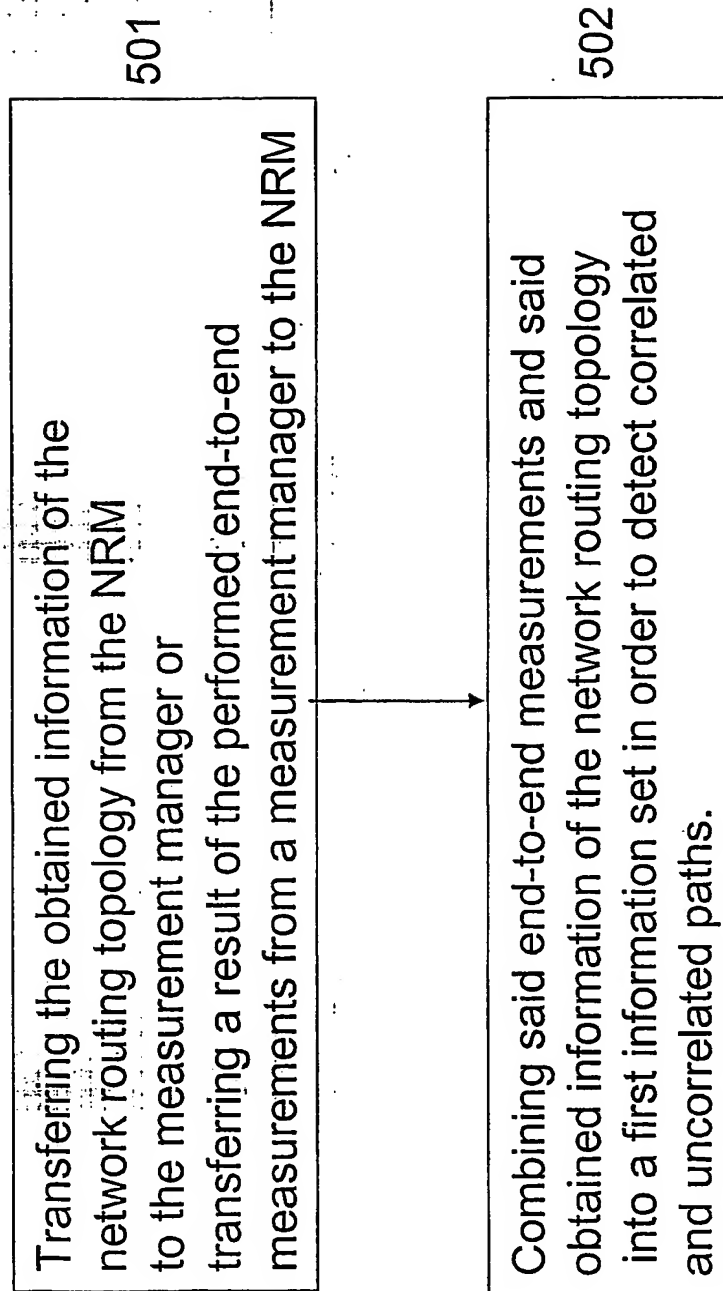 Transferring the obtained information of the
network routing topology from the NRM
to the measurement manager or
transferring a result of the performed end-to-end
measurements from a measurement manager to the NRM
501
Combining said end-to-end measurements and said
obtained information of the network routing topology
into a first information set in order to detect correlated
and uncorrelated paths.
502